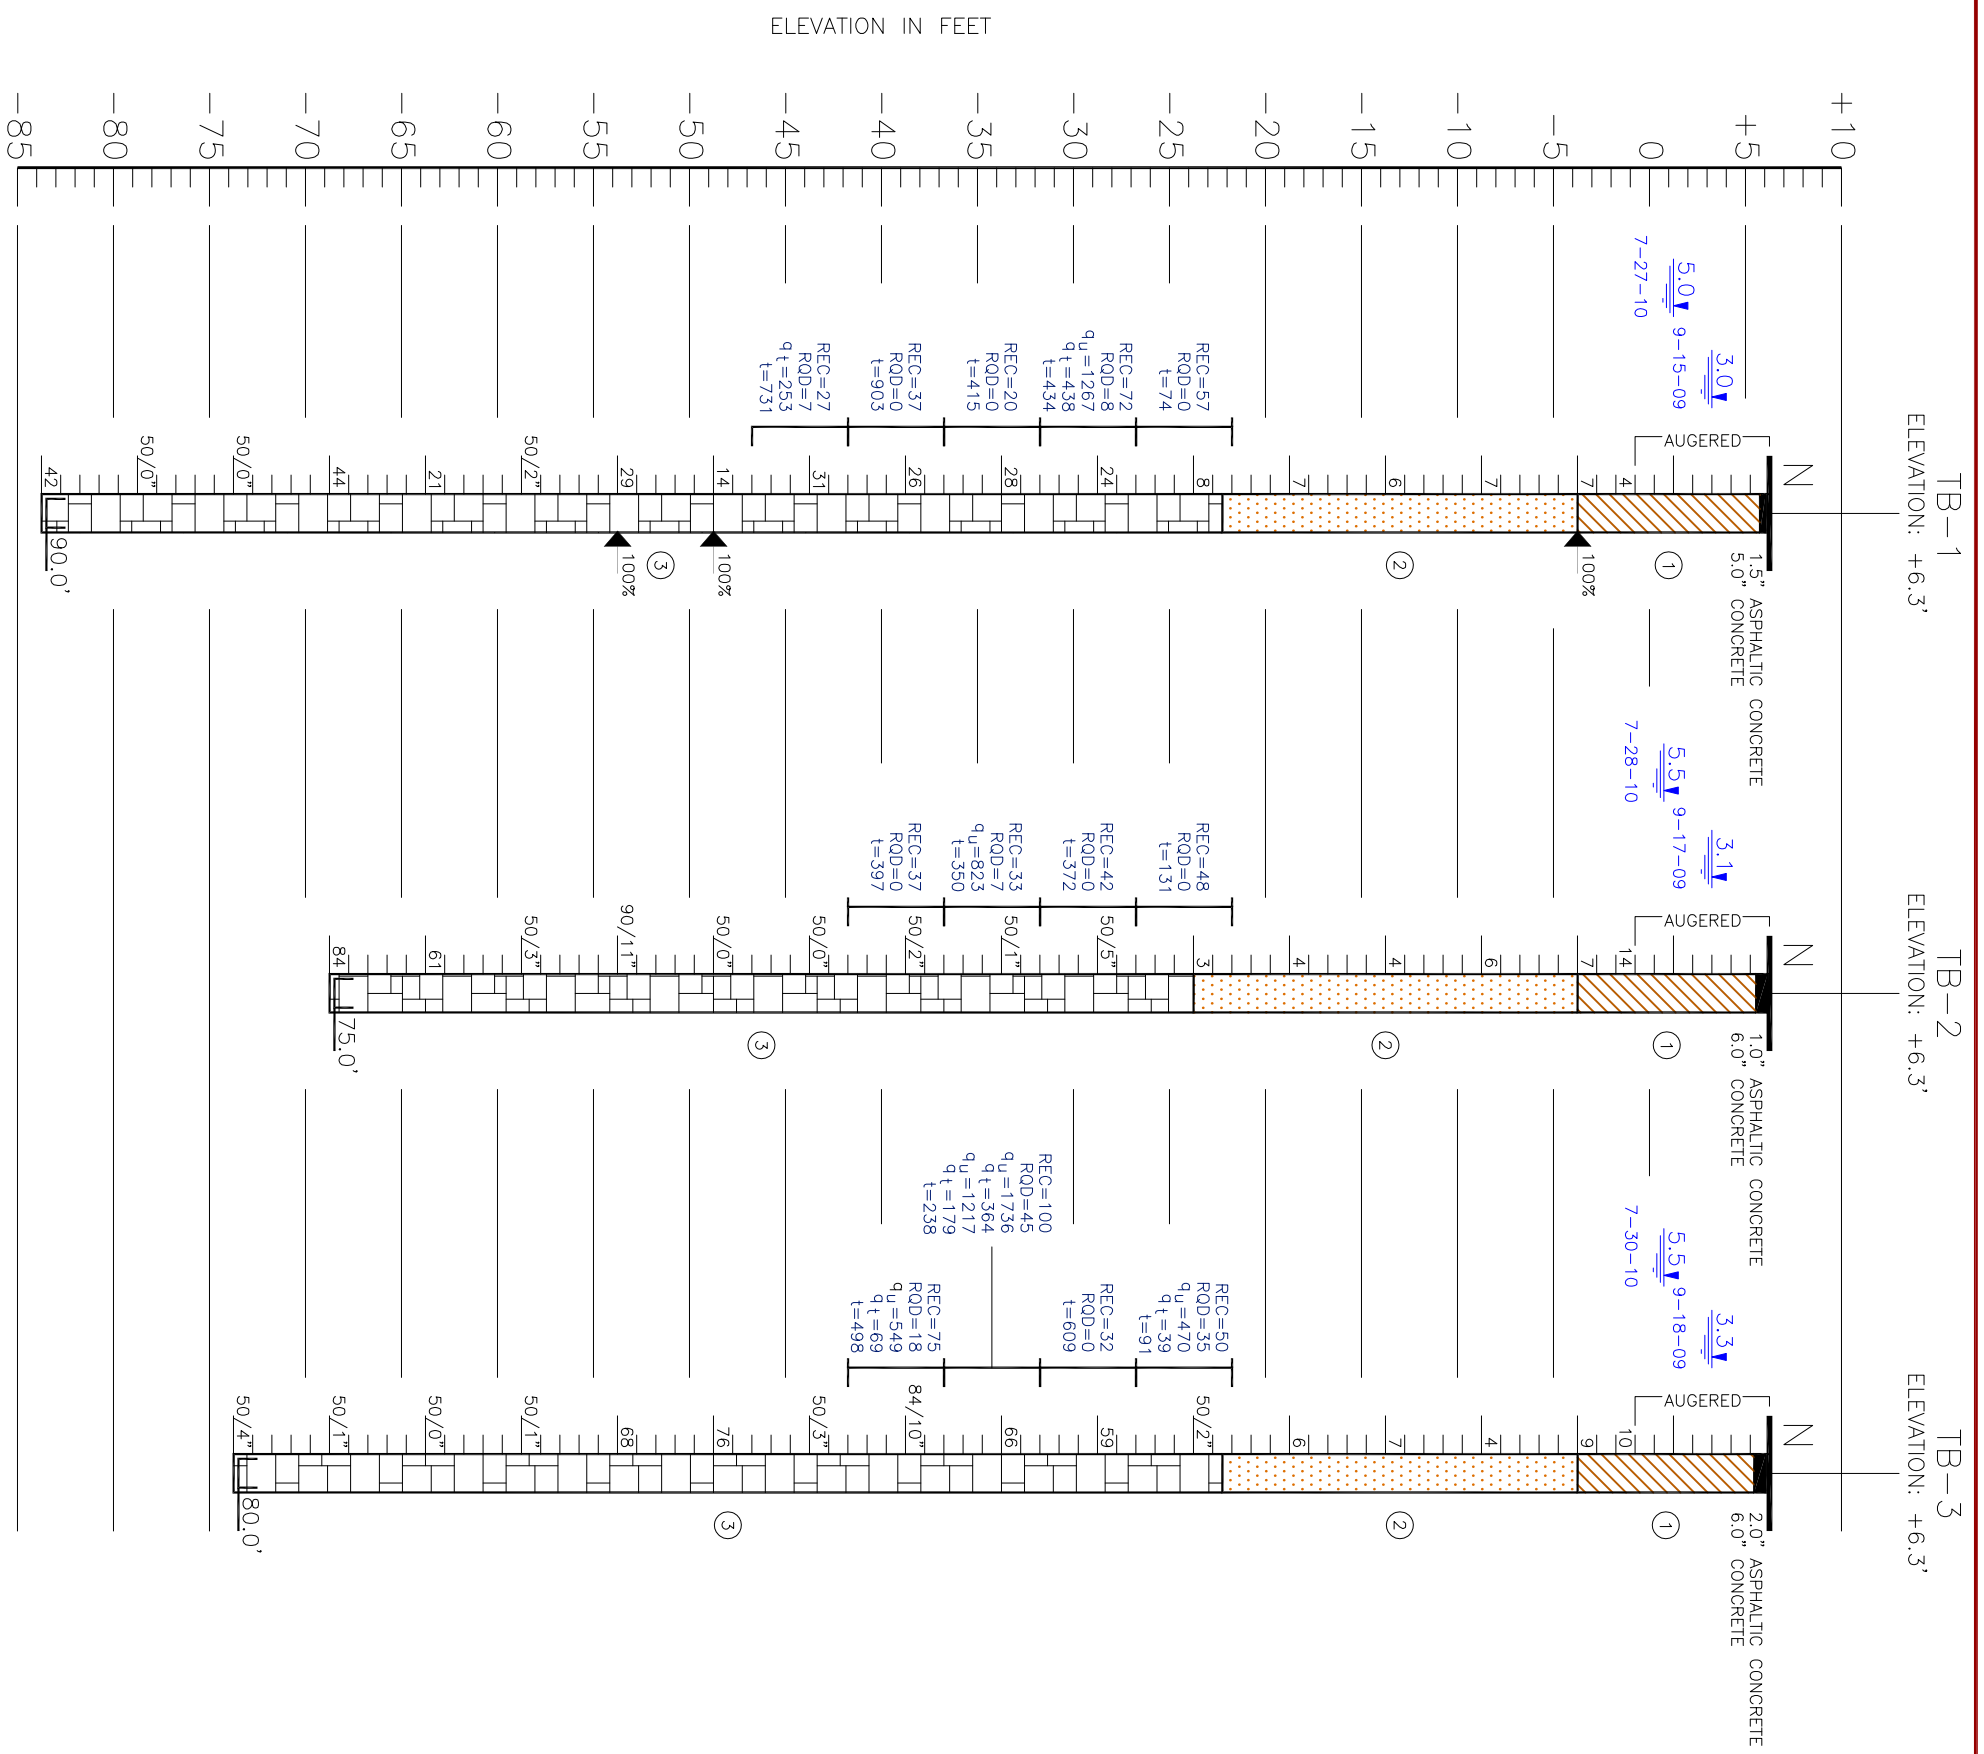 TB-1
ELEVATION: +6.3'
TB-2
ELEVATION: +6.3'
TB-3
ELEVATION: +6.3'
ELEVATION IN FEET
+10
+5
0
-5
-10
-15
-20
-25
-30
-35
-40
-45
-50
-55
-60
-65
-70
-75
-80
-85
3.0
9-15-09
5.0
7-27-10
N
AUGERED
1.5" ASPHALTIC CONCRETE
5.0" CONCRETE
1
4
7
100%
7
2
6
7
8
24
28
26
31
14
100%
3
29
100%
50/2"
21
44
50/0"
50/0"
42
90.0'
REC=57
RQD=0
t=74
REC=72
RQD=8
qu=1267
qt=438
t=434
REC=20
RQD=0
t=415
REC=37
RQD=0
t=903
REC=27
RQD=7
qt=253
t=731
3.1
9-17-09
5.5
7-28-10
N
AUGERED
1.0" ASPHALTIC CONCRETE
6.0" CONCRETE
1
14
7
6
2
4
4
3
50/5"
50/1"
50/2"
50/0"
3
50/0"
90/11"
50/3"
61
84
75.0'
REC=48
RQD=0
t=131
REC=42
RQD=0
t=372
REC=33
RQD=7
qu=823
t=350
REC=37
RQD=0
t=397
3.3
9-18-09
5.5
7-30-10
N
AUGERED
2.0" ASPHALTIC CONCRETE
6.0" CONCRETE
1
10
9
4
2
7
6
50/2"
59
66
84/10"
50/3"
76
3
68
50/1"
50/0"
50/1"
50/4"
80.0'
REC=50
RQD=35
qu=470
qt=39
t=91
REC=32
RQD=0
t=609
REC=100
RQD=45
qu=1736
qt=364
qu=1217
qt=179
t=238
REC=75
RQD=18
qu=549
qt=69
t=498